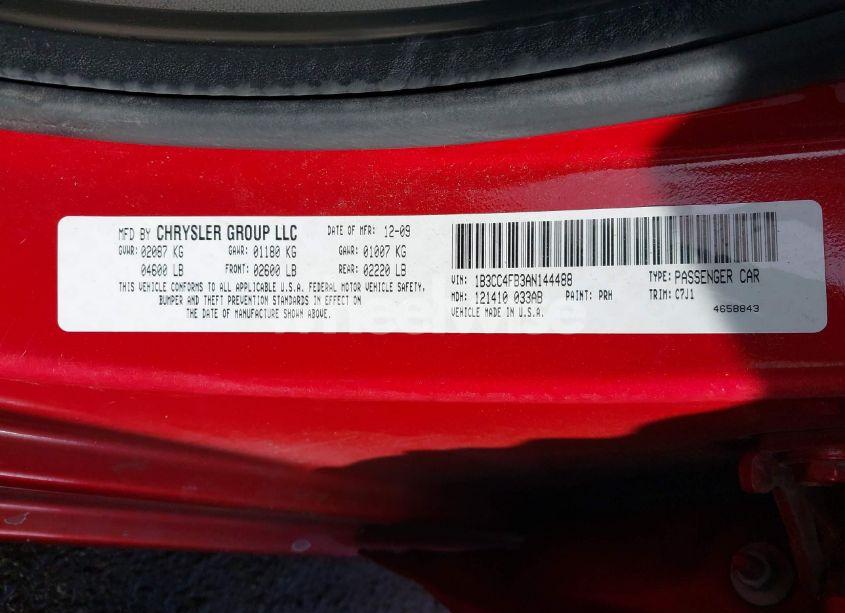 MFD BY CHRYSLER GROUP LLC DATE OF MFR: 12-09
GVWR: 02087 KG GAWR: 01180 KG GAWR: 01007 KG
04600 LB FRONT: 02600 LB REAR: 02220 LB
THIS VEHICLE CONFORMS TO ALL APPLICABLE U.S.A. FEDERAL MOTOR VEHICLE SAFETY,
BUMPER AND THEFT PREVENTION STANDARDS IN EFFECT ON
THE DATE OF MANUFACTURE SHOWN ABOVE.
VIN: 1B3CC4FB3AN144488 TYPE: PASSENGER CAR
MDH: 121410 033AB PAINT: PRH TRIM: C7J1
VEHICLE MADE IN U.S.A. 4658843